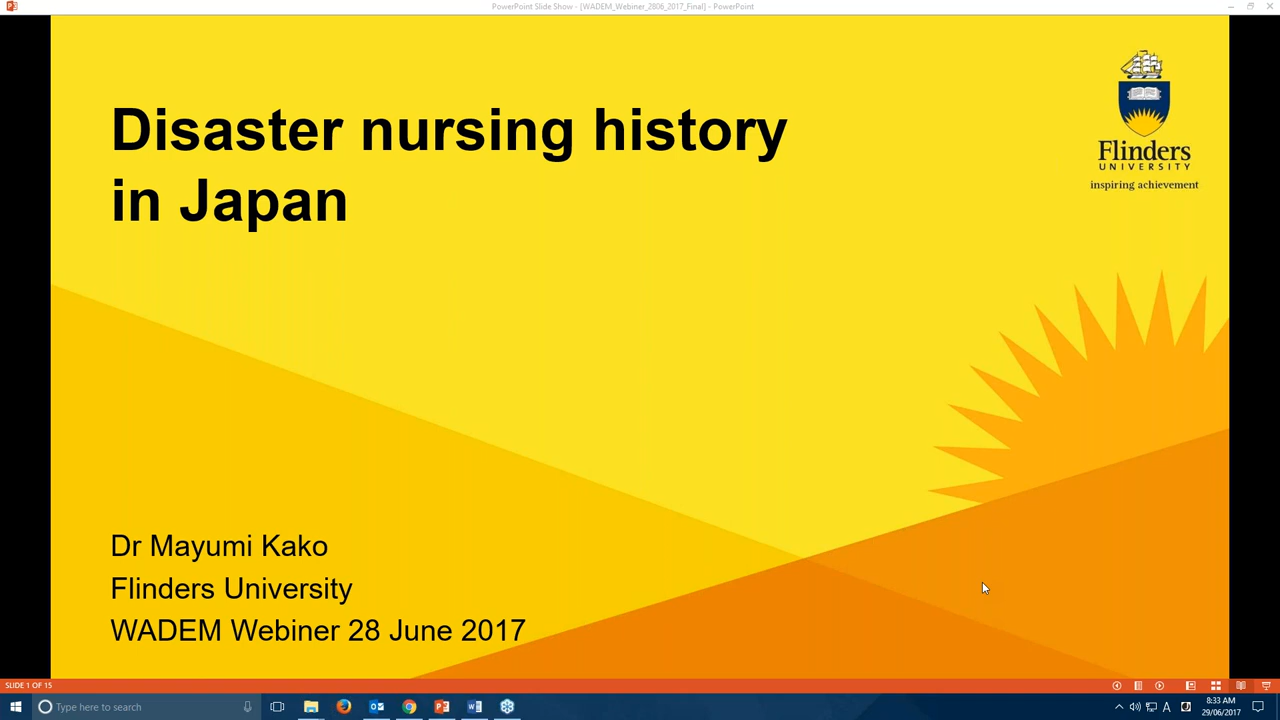 PowerPoint Slide Show - [WADEM_Webiner_2806_2017_Final] - PowerPoint
Disaster nursing history
in Japan
Flinders
UNIVERSITY
inspiring achievement
Dr Mayumi Kako
Flinders University
WADEM Webiner 28 June 2017
SLIDE 1 OF 15
Type here to search
A
8:33 AM
29/06/2017